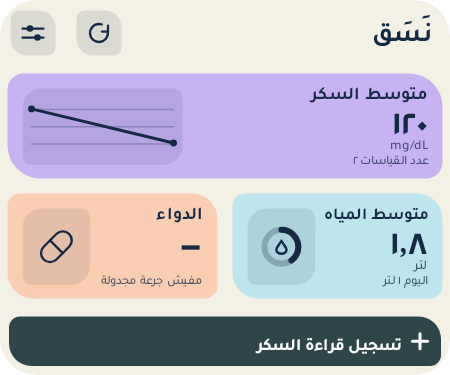 نَسَق
متوسط السكر
١٢٠
mg/dL
عدد القياسات ٢
متوسط المياه
١,٨
لتر
اليوم ١ لتر
الدواء
–
مفيش جرعة مجدولة
+ تسجيل قراءة السكر